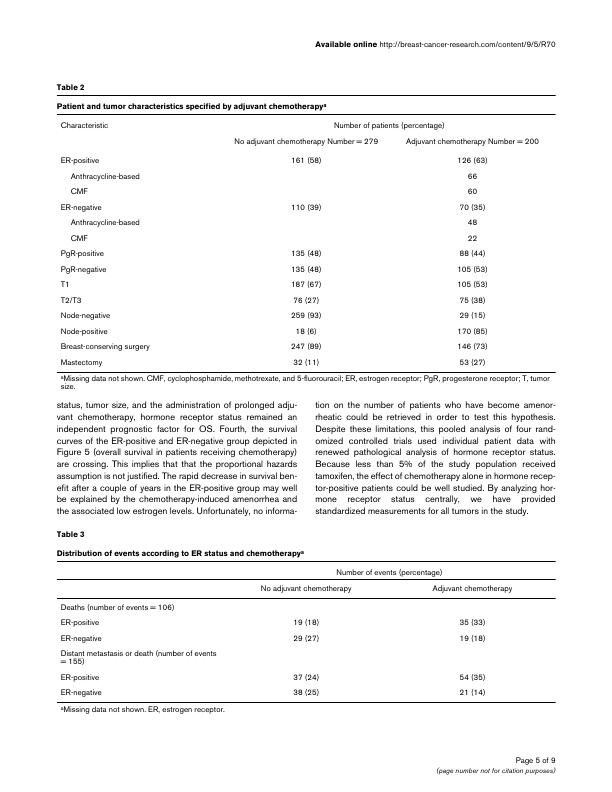 Available online http://breast-cancer-research.com/content/9/5/R70
Table 2
Patient and tumor characteristics specified by adjuvant chemotherapyᵃ
Characteristic Number of patients (percentage)
No adjuvant chemotherapy Number = 279 Adjuvant chemotherapy Number = 200
ER-positive 161 (58) 126 (63)
Anthracycline-based 66
CMF 60
ER-negative 110 (39) 70 (35)
Anthracycline-based 48
CMF 22
PgR-positive 135 (48) 88 (44)
PgR-negative 135 (48) 105 (53)
T1 187 (67) 105 (53)
T2/T3 76 (27) 75 (38)
Node-negative 259 (93) 29 (15)
Node-positive 18 (6) 170 (85)
Breast-conserving surgery 247 (89) 146 (73)
Mastectomy 32 (11) 53 (27)
ᵃMissing data not shown. CMF, cyclophosphamide, methotrexate, and 5-fluorouracil; ER, estrogen receptor; PgR, progesterone receptor; T, tumor
size.
status, tumor size, and the administration of prolonged adju-
vant chemotherapy, hormone receptor status remained an
independent prognostic factor for OS. Fourth, the survival
curves of the ER-positive and ER-negative group depicted in
Figure 5 (overall survival in patients receiving chemotherapy)
are crossing. This implies that that the proportional hazards
assumption is not justified. The rapid decrease in survival ben-
efit after a couple of years in the ER-positive group may well
be explained by the chemotherapy-induced amenorrhea and
the associated low estrogen levels. Unfortunately, no informa-
tion on the number of patients who have become amenor-
rheatic could be retrieved in order to test this hypothesis.
Despite these limitations, this pooled analysis of four rand-
omized controlled trials used individual patient data with
renewed pathological analysis of hormone receptor status.
Because less than 5% of the study population received
tamoxifen, the effect of chemotherapy alone in hormone recep-
tor-positive patients could be well studied. By analyzing hor-
mone receptor status centrally, we have provided
standardized measurements for all tumors in the study.
Table 3
Distribution of events according to ER status and chemotherapyᵃ
Number of events (percentage)
No adjuvant chemotherapy Adjuvant chemotherapy
Deaths (number of events = 106)
ER-positive 19 (18) 35 (33)
ER-negative 29 (27) 19 (18)
Distant metastasis or death (number of events
= 155)
ER-positive 37 (24) 54 (35)
ER-negative 38 (25) 21 (14)
ᵃMissing data not shown. ER, estrogen receptor.
Page 5 of 9
(page number not for citation purposes)